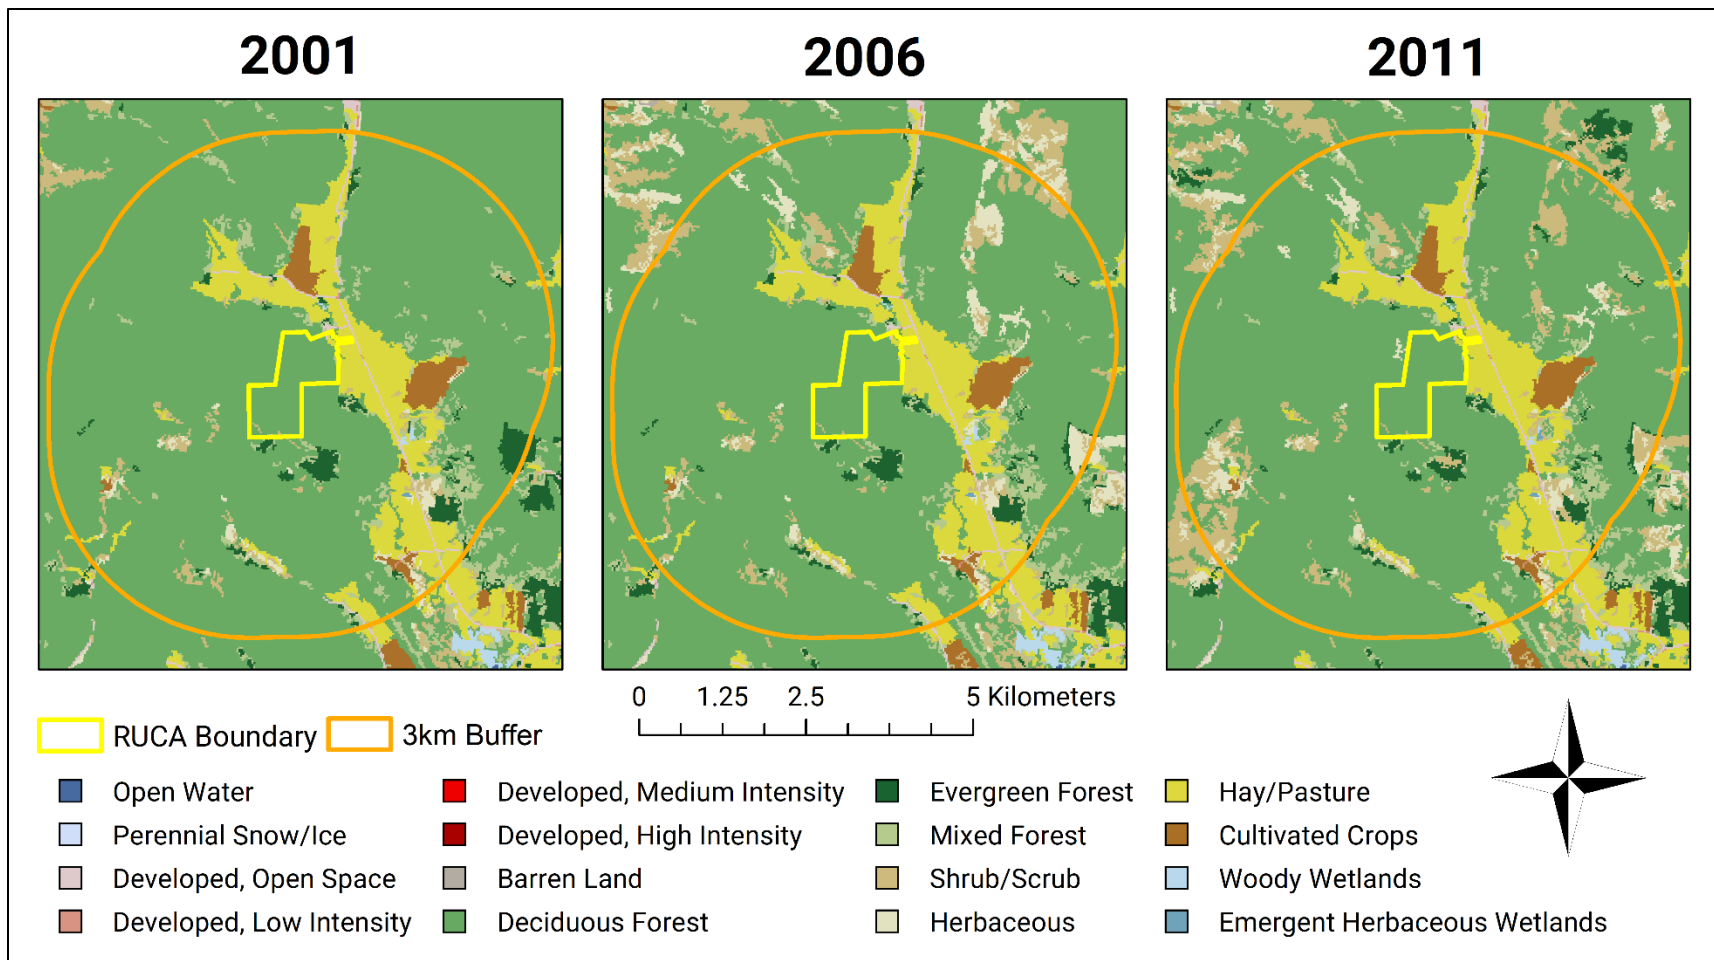 2001 2006 2011
0 1.25 2.5 5 Kilometers
RUCA Boundary 3km Buffer
Open Water Developed, Medium Intensity Evergreen Forest Hay/Pasture
Perennial Snow/Ice Developed, High Intensity Mixed Forest Cultivated Crops
Developed, Open Space Barren Land Shrub/Scrub Woody Wetlands
Developed, Low Intensity Deciduous Forest Herbaceous Emergent Herbaceous Wetlands